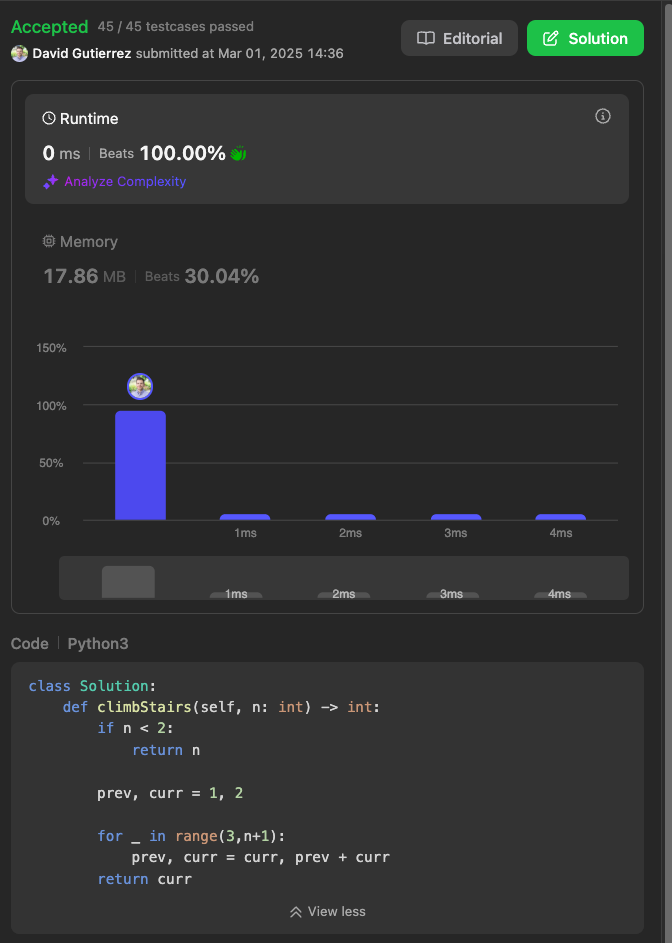 Accepted 45 / 45 testcases passed
David Gutierrez submitted at Mar 01, 2025 14:36
Editorial
Solution
Runtime
0 ms | Beats 100.00%
Analyze Complexity
Memory
17.86 MB | Beats 30.04%
150%
100%
50%
0%
1ms 2ms 3ms 4ms
1ms 2ms 3ms 4ms
Code | Python3
class Solution:
    def climbStairs(self, n: int) -> int:
        if n < 2:
            return n

        prev, curr = 1, 2

        for _ in range(3,n+1):
            prev, curr = curr, prev + curr
        return curr
View less